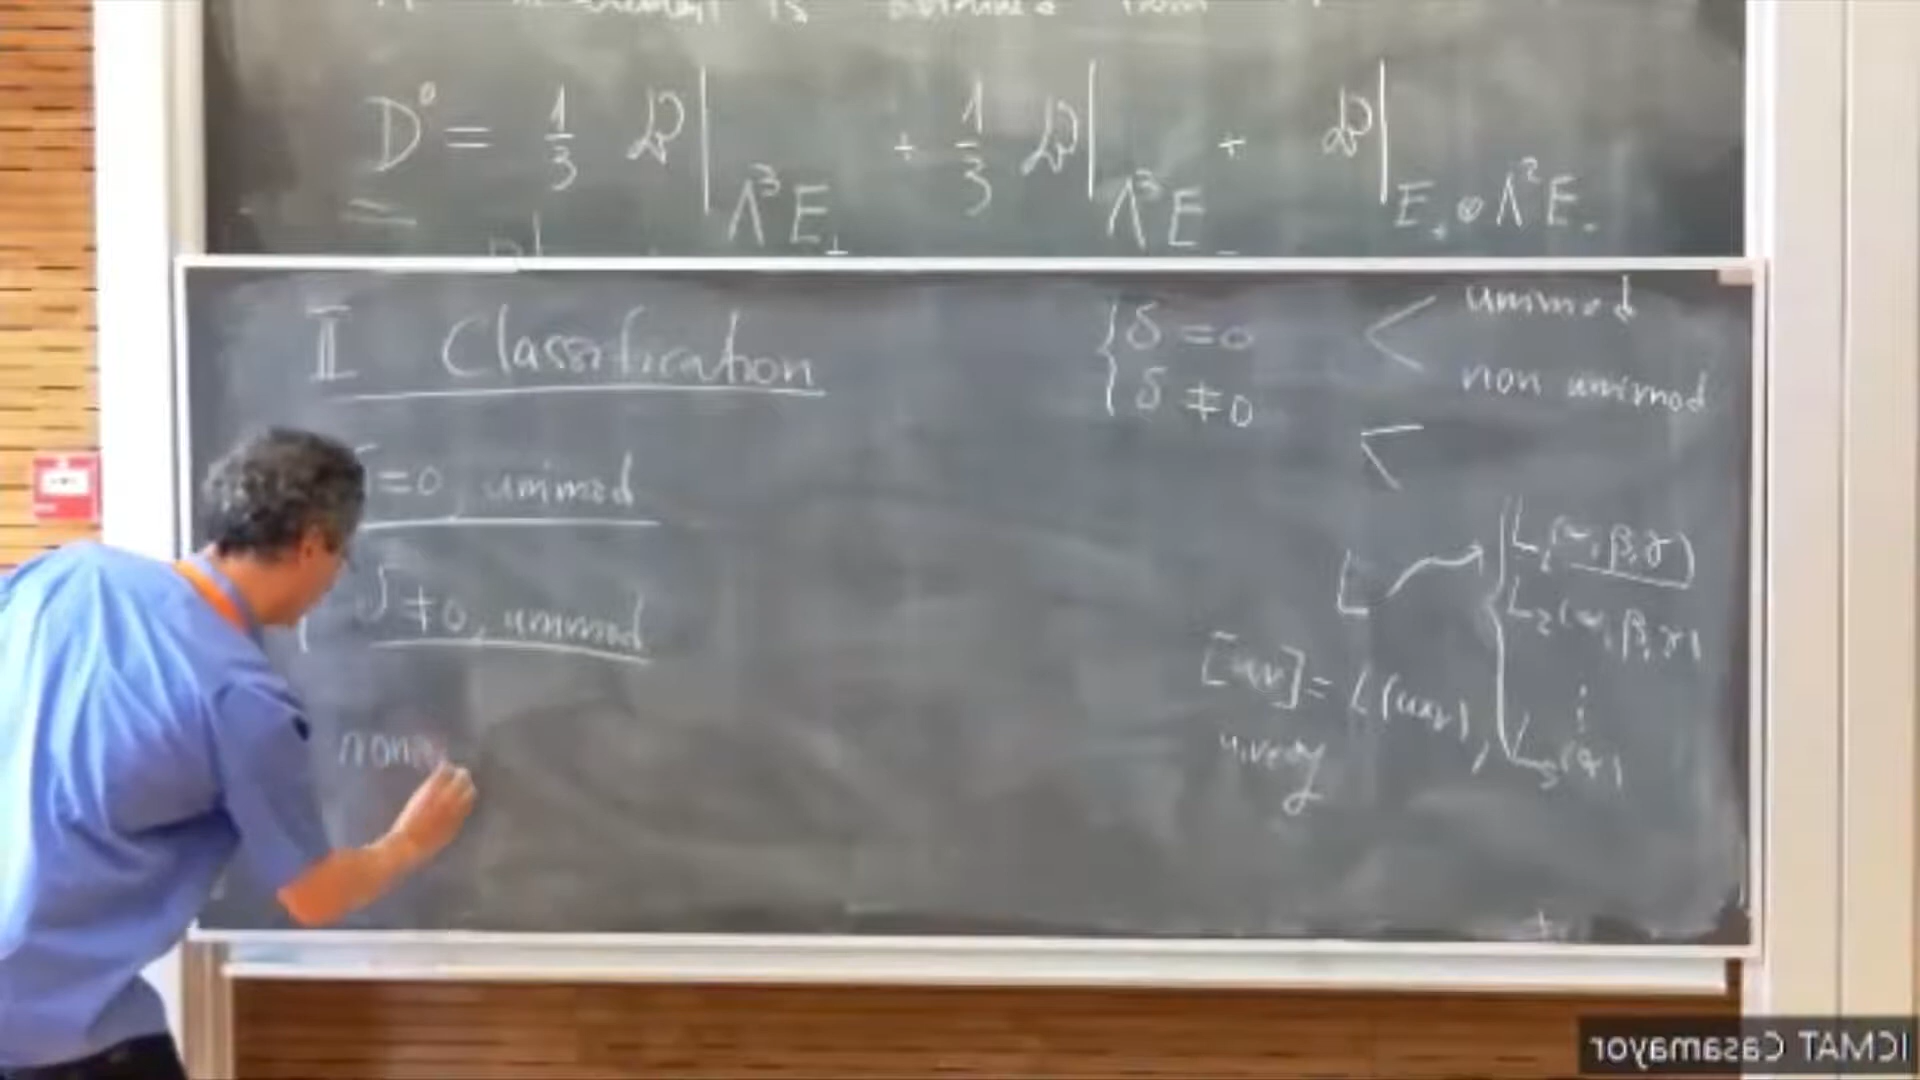 D⁰ = 1/3 𝒟|_{Λ³E₊} + 1/3 𝒟|_{Λ³E₋} + 𝒟|_{E₊⊗Λ²E₋}
II Classification
{ δ = 0 < unimod
non unimod
{ δ ≠ 0 <
= 0, unimod
δ ≠ 0, unimod
non
L → { L₁(α,β,γ)
L₂(α,β,γ)
⋮
L₅(α)
[uv] = L(u×v),
ICMAT Casamayor